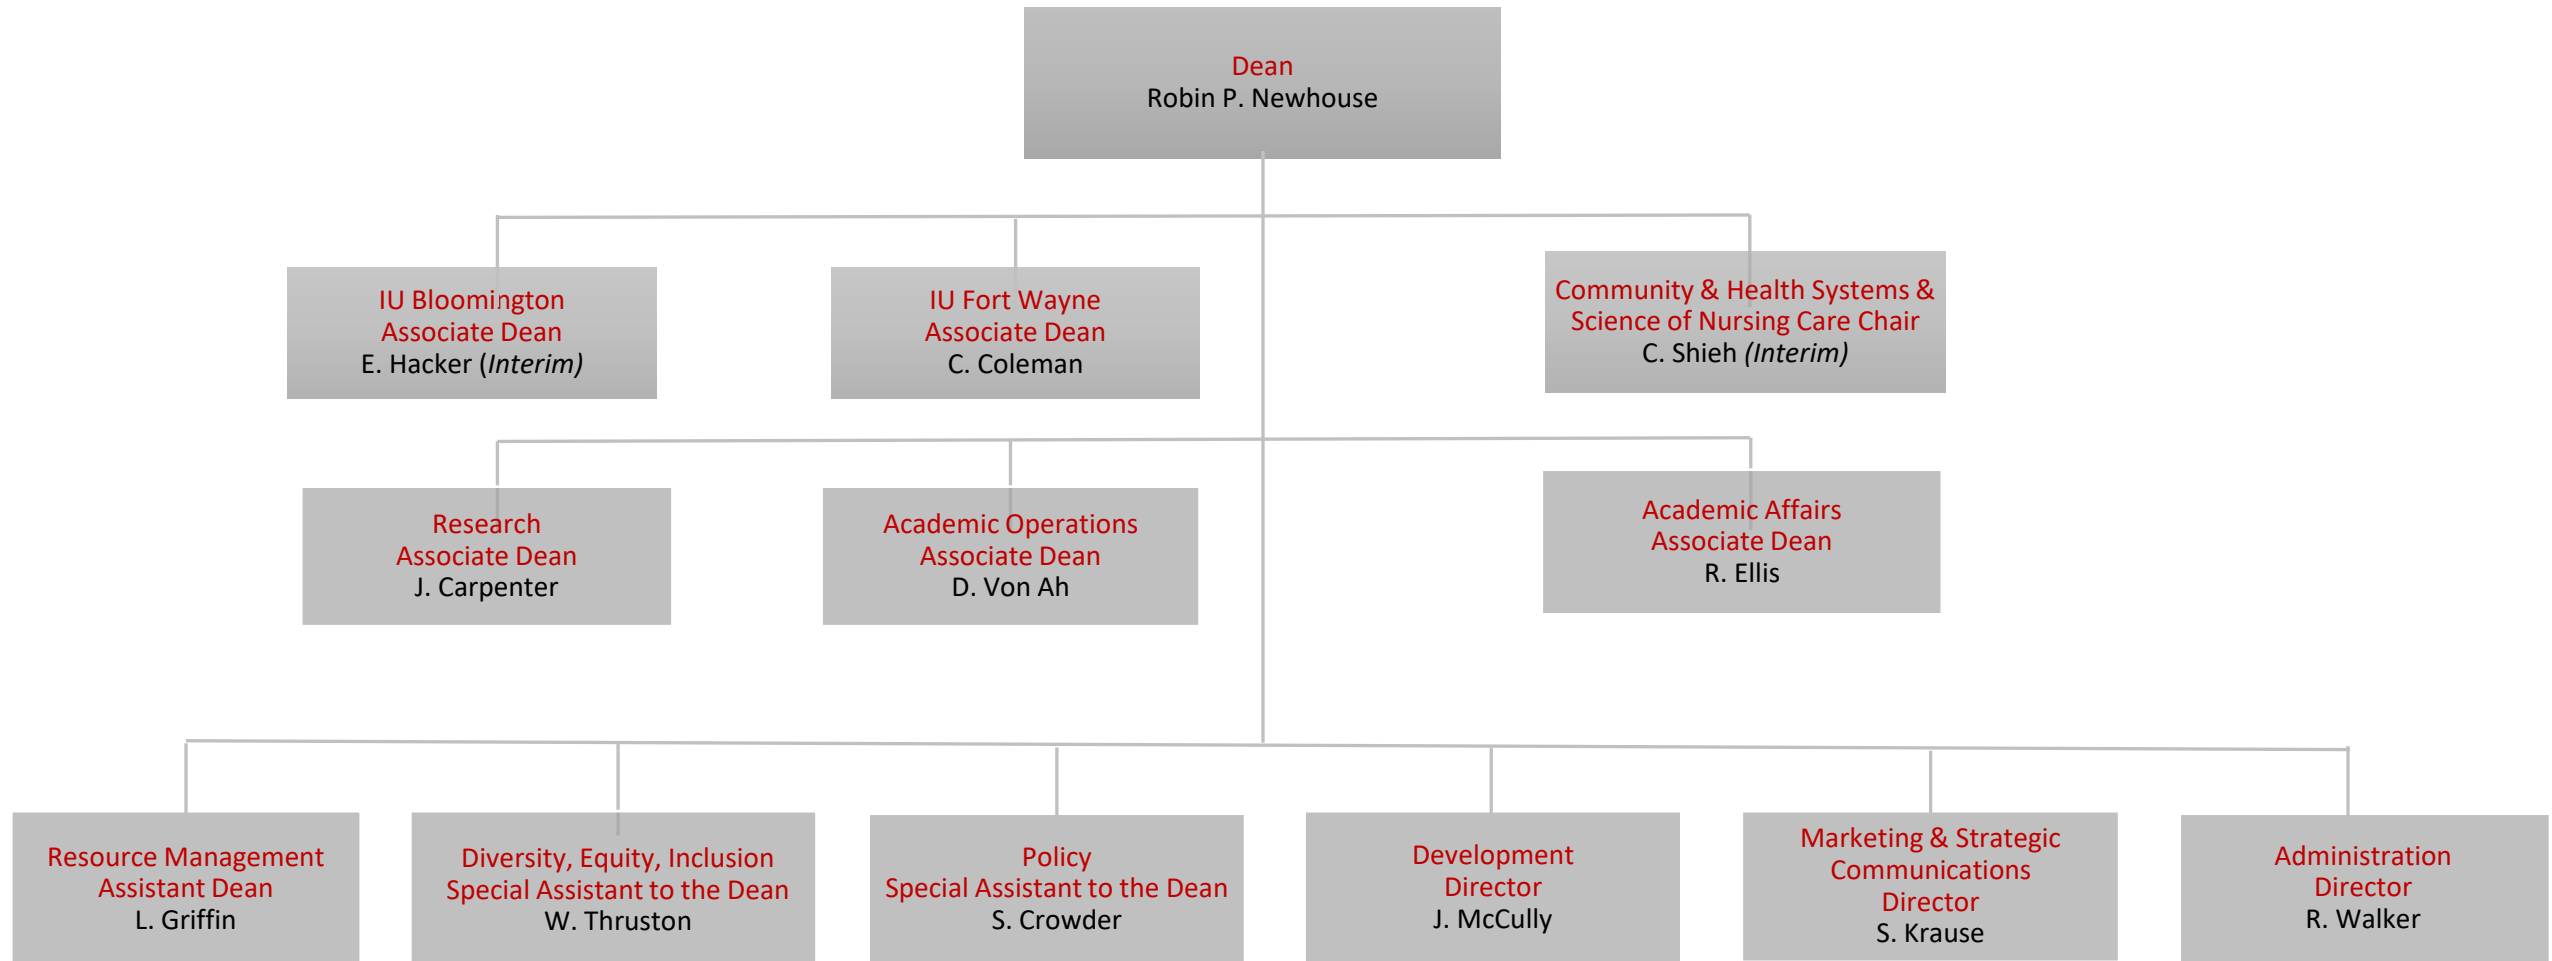 Dean
Robin P. Newhouse
IU Bloomington
Associate Dean
E. Hacker (Interim)
IU Fort Wayne
Associate Dean
C. Coleman
Community & Health Systems &
Science of Nursing Care Chair
C. Shieh (Interim)
Research
Associate Dean
J. Carpenter
Academic Operations
Associate Dean
D. Von Ah
Academic Affairs
Associate Dean
R. Ellis
Resource Management
Assistant Dean
L. Griffin
Diversity, Equity, Inclusion
Special Assistant to the Dean
W. Thruston
Policy
Special Assistant to the Dean
S. Crowder
Development
Director
J. McCully
Marketing & Strategic
Communications
Director
S. Krause
Administration
Director
R. Walker